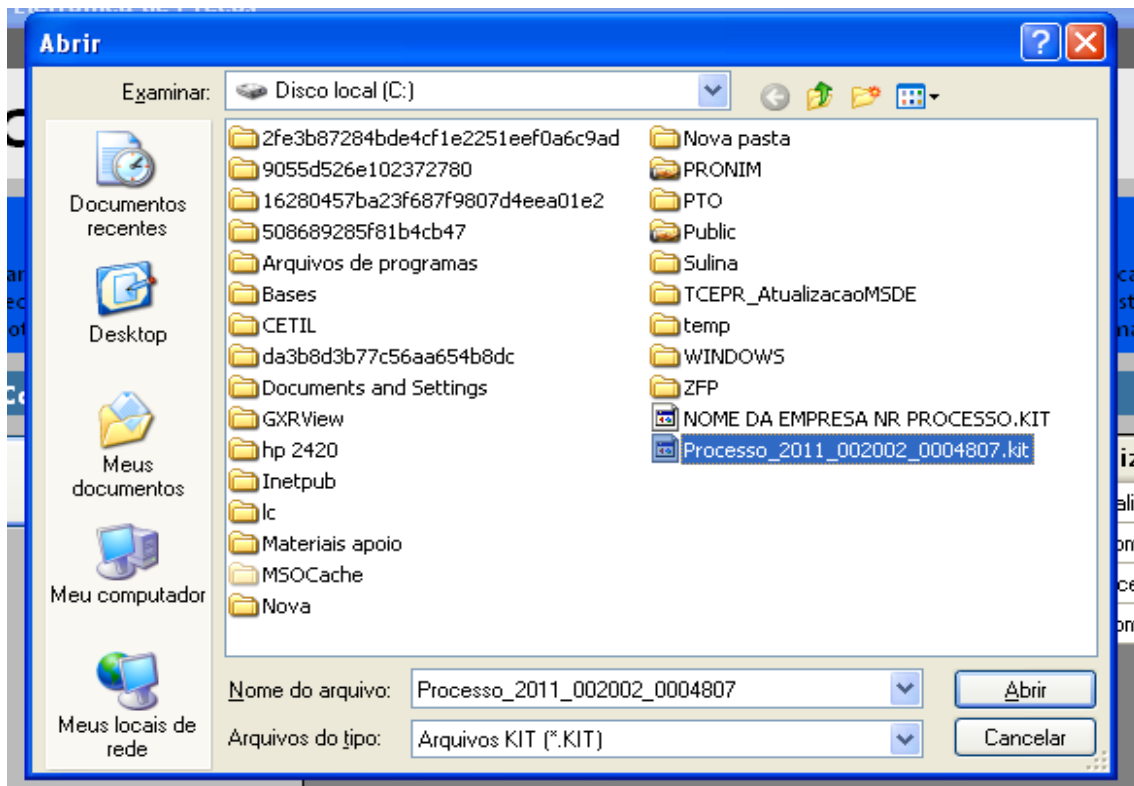 Abrir
Examinar:
Disco local (C:)
Documentos
recentes
Desktop
Meus
documentos
Meu computador
Meus locais de
rede
2fe3b87284bde4cf1e2251eef0a6c9ad
9055d526e102372780
16280457ba23f687f9807d4eea01e2
508689285f81b4cb47
Arquivos de programas
Bases
CETIL
da3b8d3b77c56aa654b8dc
Documents and Settings
GXRView
hp 2420
Inetpub
lc
Materiais apoio
MSOCache
Nova
Nova pasta
PRONIM
PTO
Public
Sulina
TCEPR_AtualizacaoMSDE
temp
WINDOWS
ZFP
NOME DA EMPRESA NR PROCESSO.KIT
Processo_2011_002002_0004807.kit
Nome do arquivo:
Processo_2011_002002_0004807
Abrir
Arquivos do tipo:
Arquivos KIT (*.KIT)
Cancelar